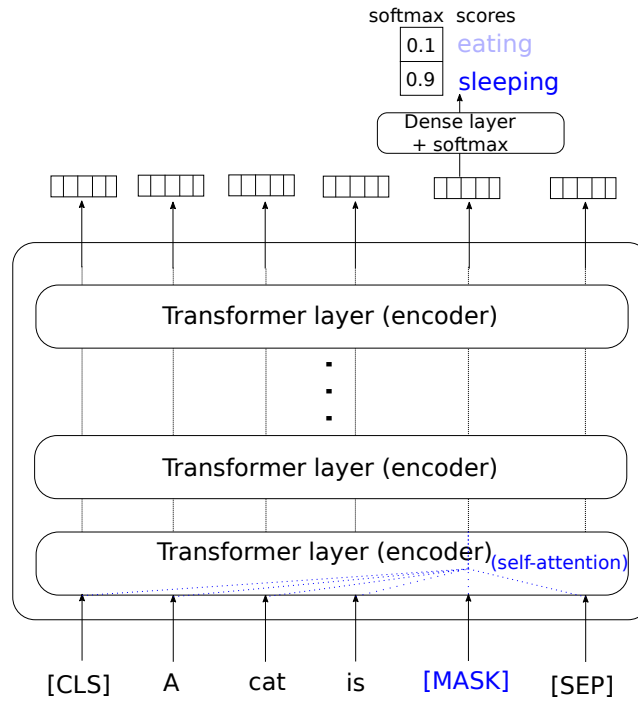 softmax scores
0.1 eating
0.9 sleeping
Dense layer
+ softmax
Transformer layer (encoder)
Transformer layer (encoder)
Transformer layer (encoder)
(self-attention)
[CLS] A cat is [MASK] [SEP]